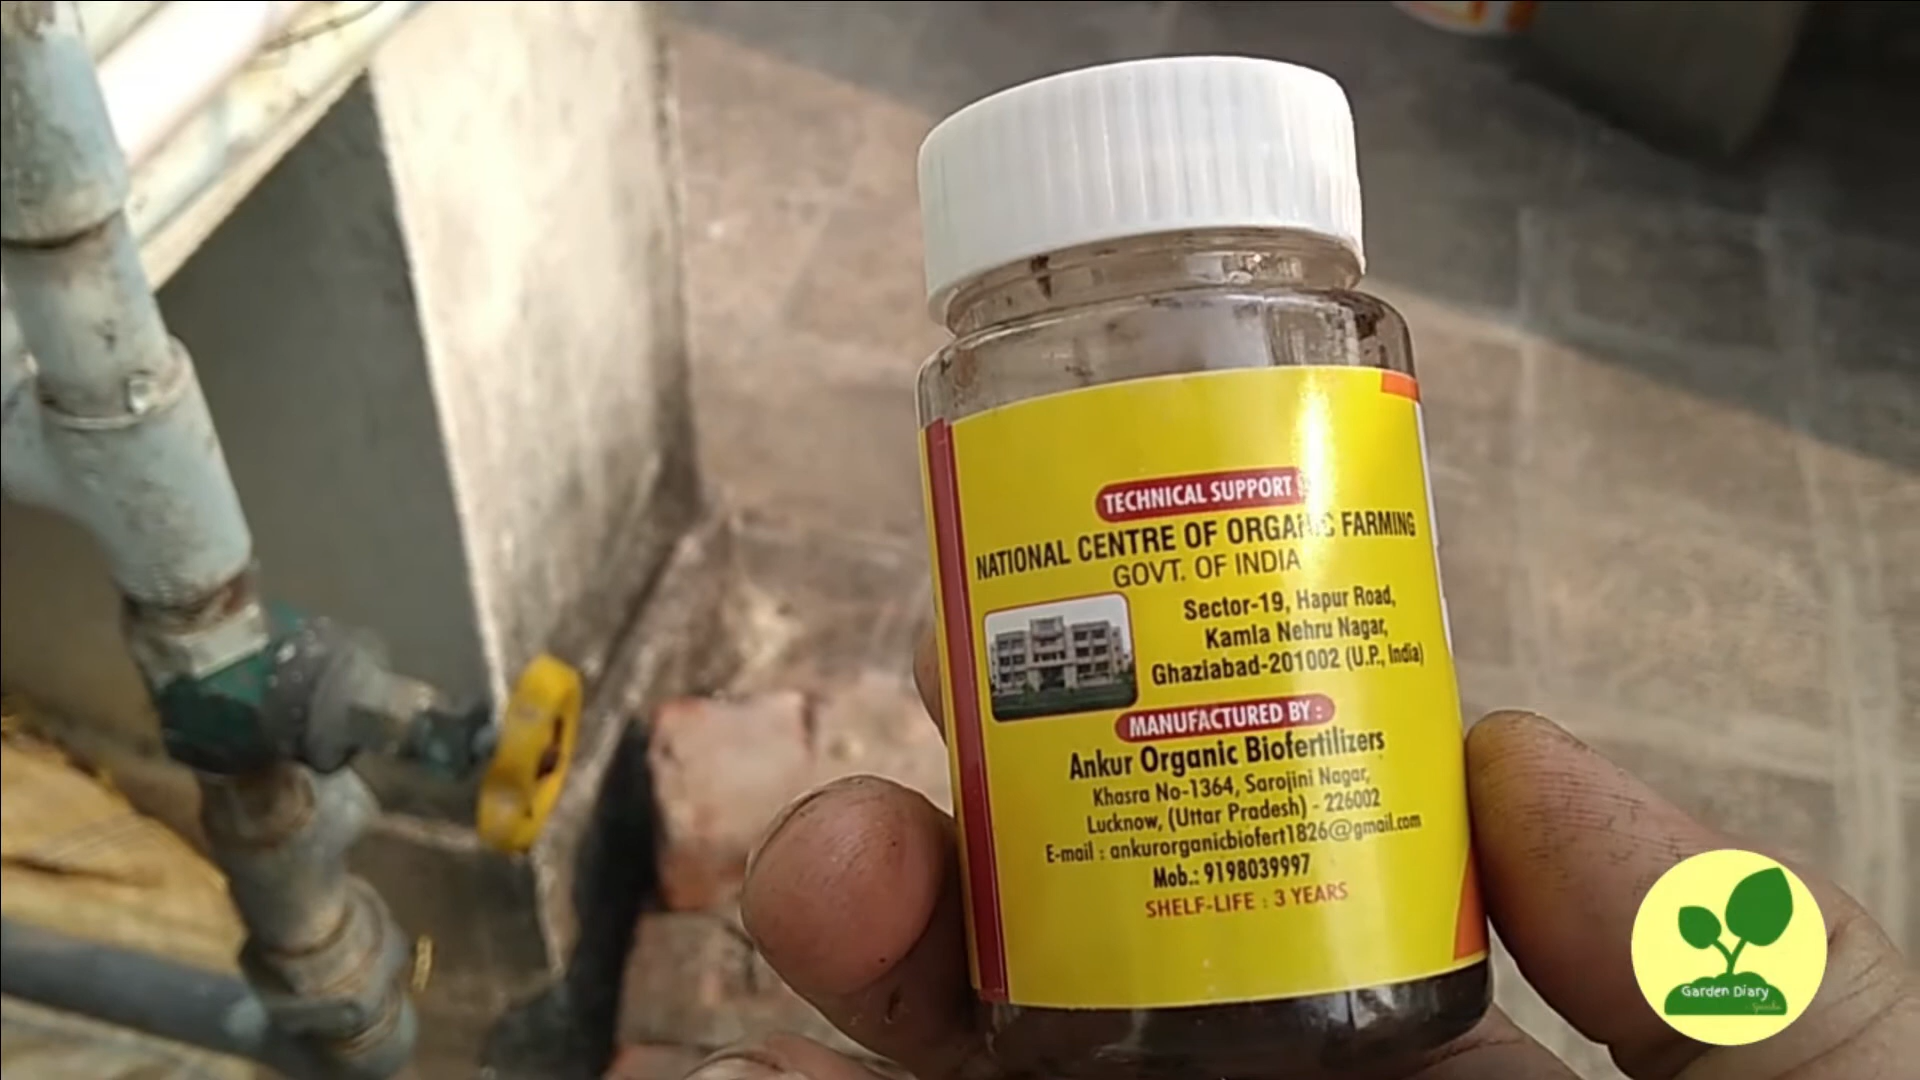 TECHNICAL SUPPORT
NATIONAL CENTRE OF ORGANIC FARMING
GOVT. OF INDIA
Sector-19, Hapur Road,
Kamla Nehru Nagar,
Ghaziabad-201002 (U.P., India)
MANUFACTURED BY :
Ankur Organic Biofertilizers
Khasra No-1364, Sarojini Nagar,
Lucknow, (Uttar Pradesh) - 226002
E-mail : ankurorganicbiofert1826@gmail.com
Mob.: 9198039997
SHELF-LIFE : 3 YEARS
Garden Diary